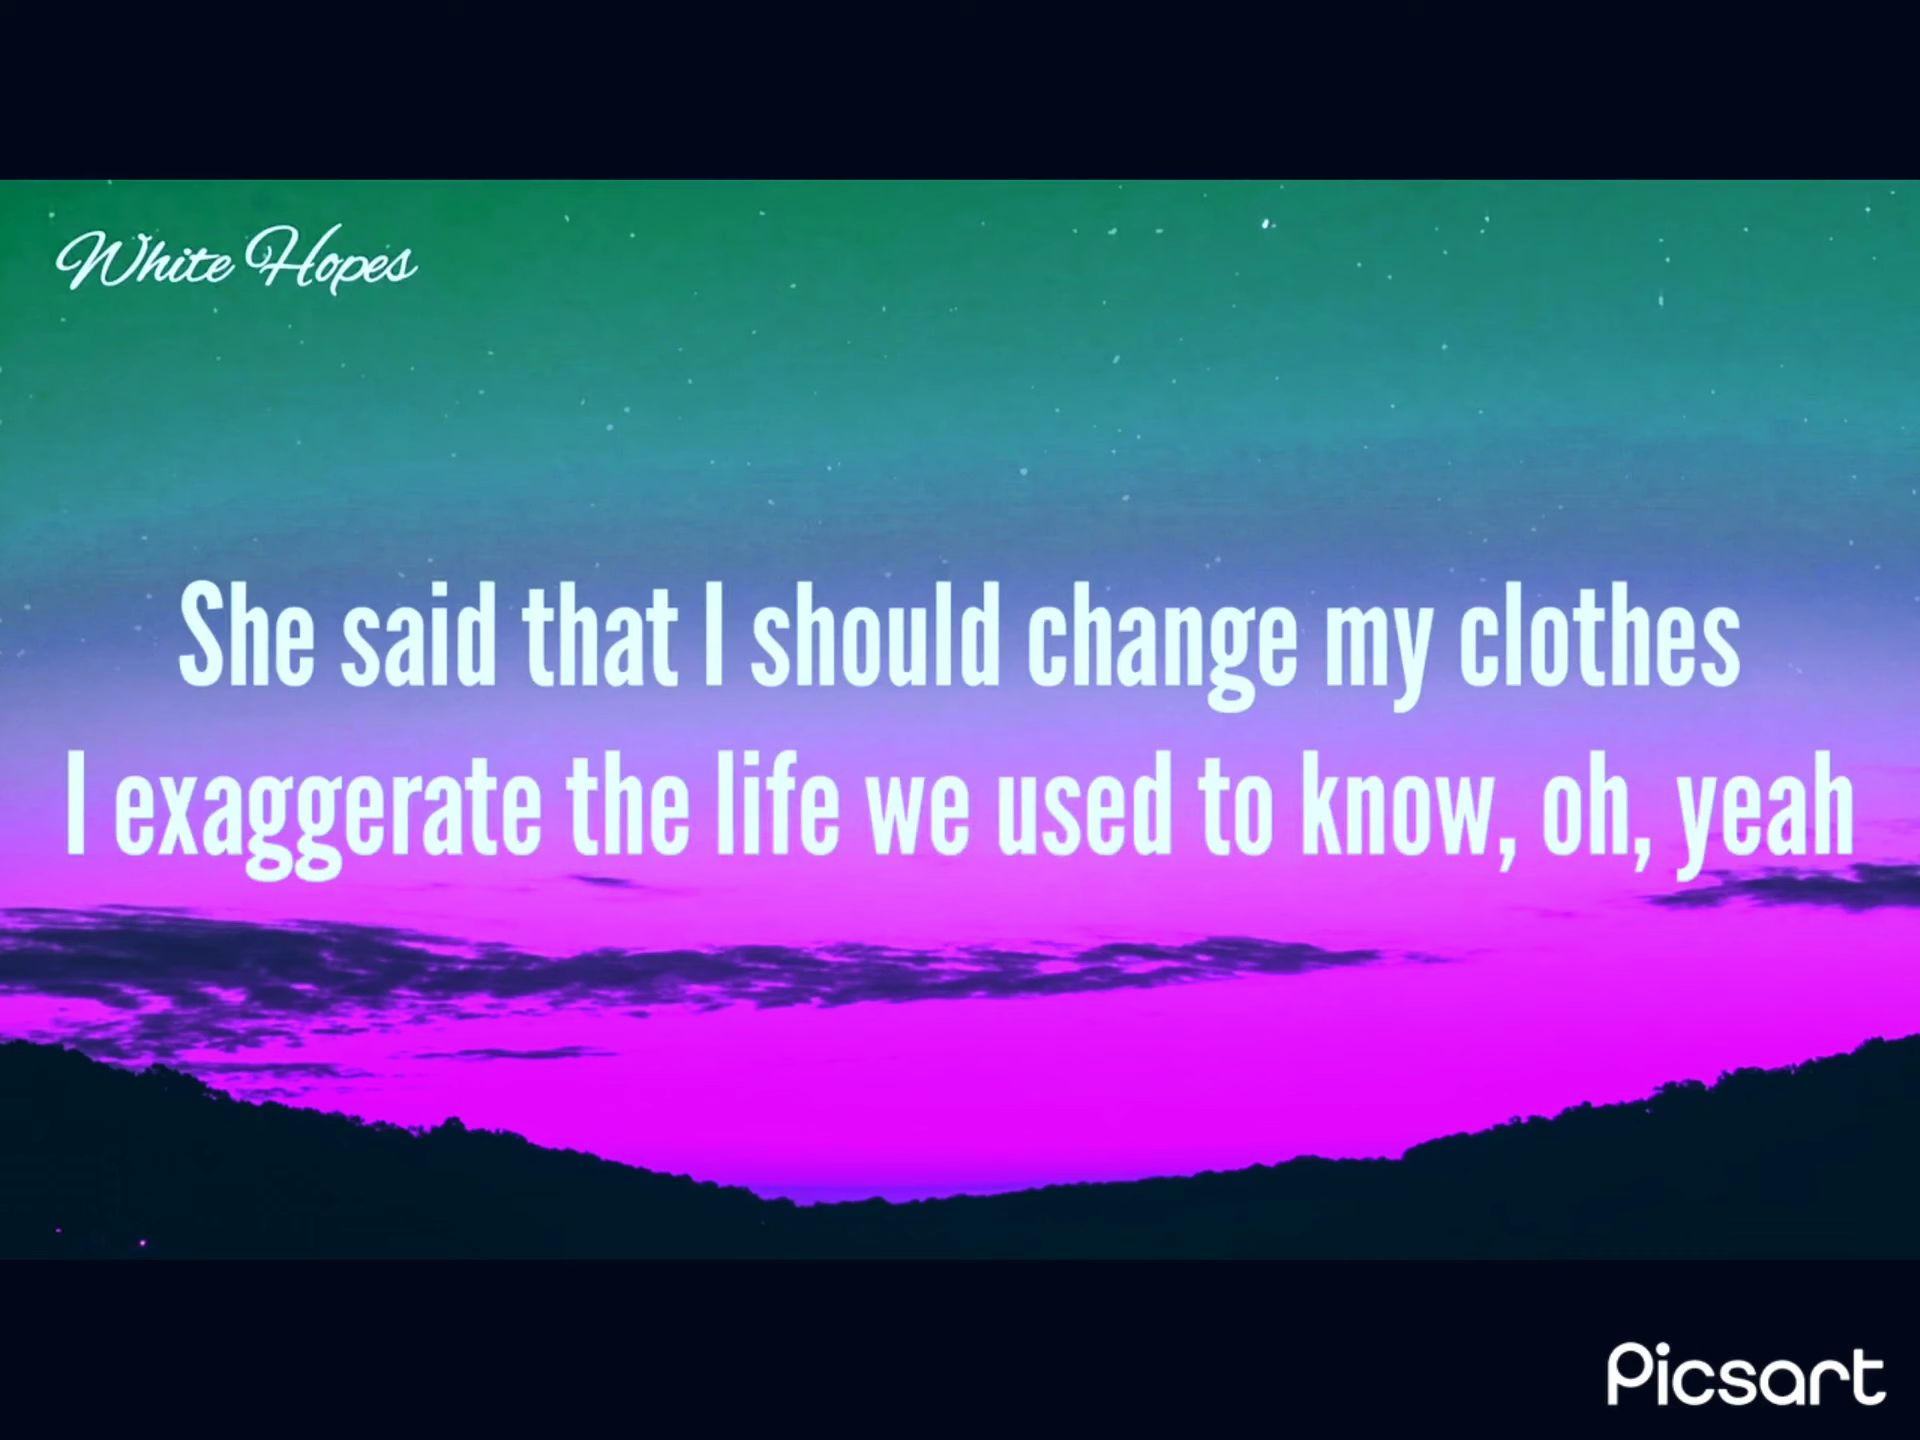 White Hopes
She said that I should change my clothes
I exaggerate the life we used to know, oh, yeah
Picsart